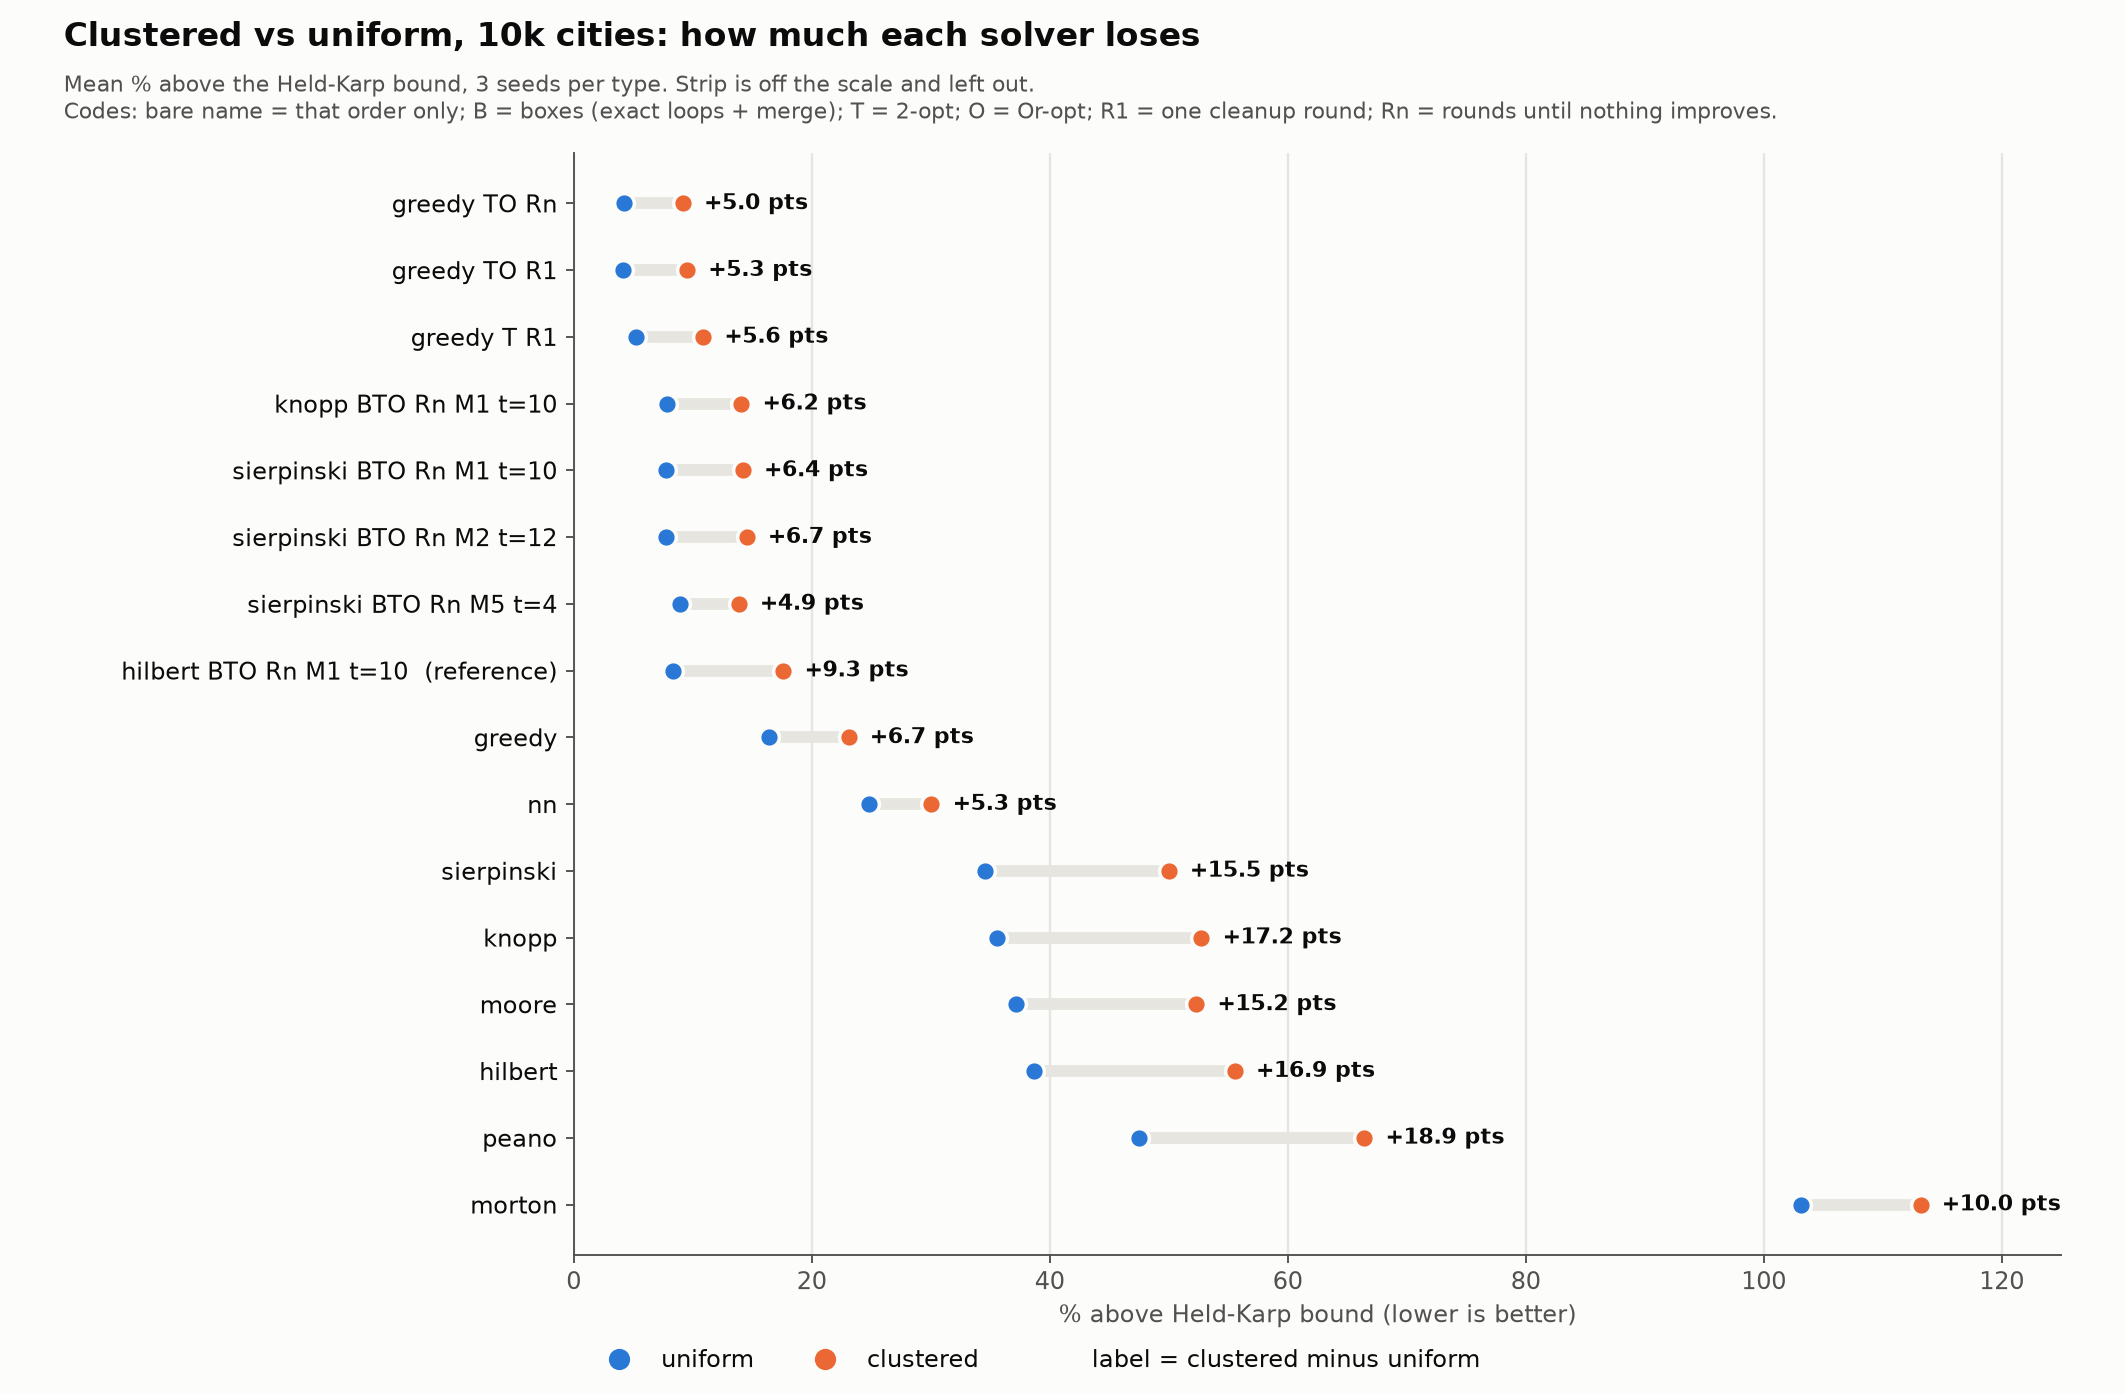 Clustered vs uniform, 10k cities: how much each solver loses
Mean % above the Held-Karp bound, 3 seeds per type. Strip is off the scale and left out.
Codes: bare name = that order only; B = boxes (exact loops + merge); T = 2-opt; O = Or-opt; R1 = one cleanup round; Rn = rounds until nothing improves.
greedy TO Rn +5.0 pts
greedy TO R1 +5.3 pts
greedy T R1 +5.6 pts
knopp BTO Rn M1 t=10 +6.2 pts
sierpinski BTO Rn M1 t=10 +6.4 pts
sierpinski BTO Rn M2 t=12 +6.7 pts
sierpinski BTO Rn M5 t=4 +4.9 pts
hilbert BTO Rn M1 t=10 (reference) +9.3 pts
greedy +6.7 pts
nn +5.3 pts
sierpinski +15.5 pts
knopp +17.2 pts
moore +15.2 pts
hilbert +16.9 pts
peano +18.9 pts
morton +10.0 pts
0 20 40 60 80 100 120
% above Held-Karp bound (lower is better)
uniform clustered label = clustered minus uniform